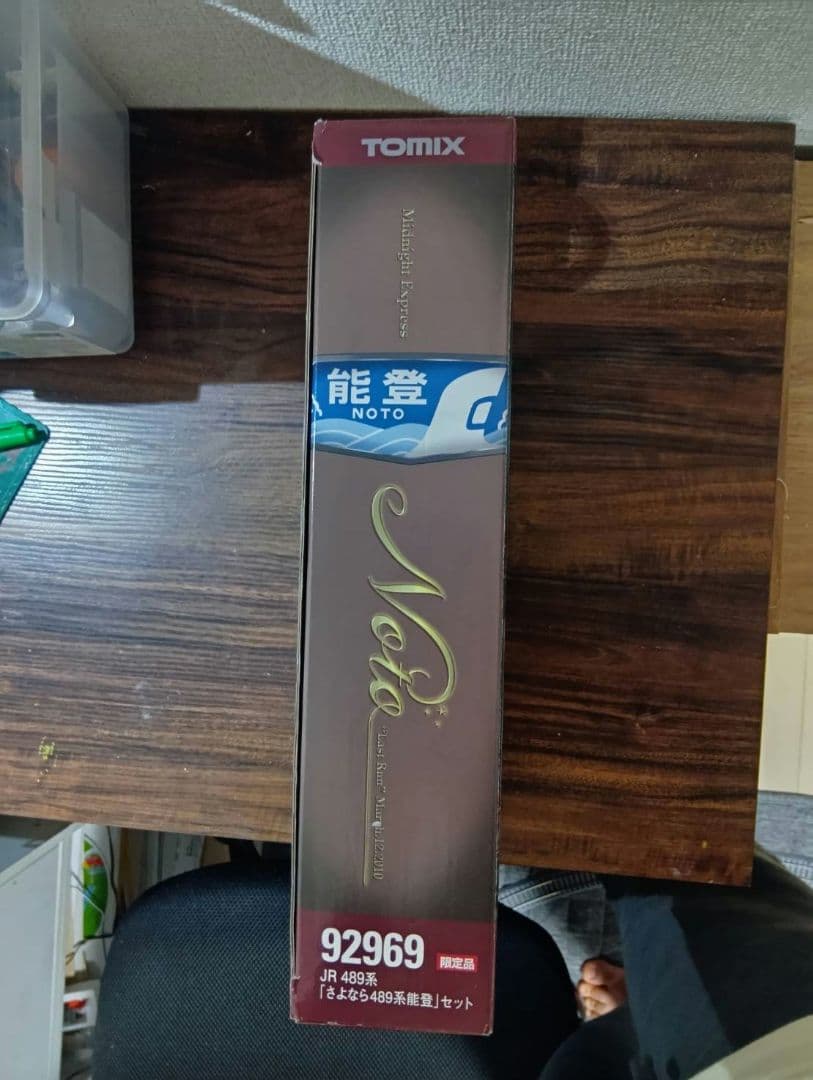 TOMIX
Midnight Express
能登
NOTO
Noto
"Last Run" March.12.2010
92969 限定品
JR 489系
「さよなら489系能登」セット